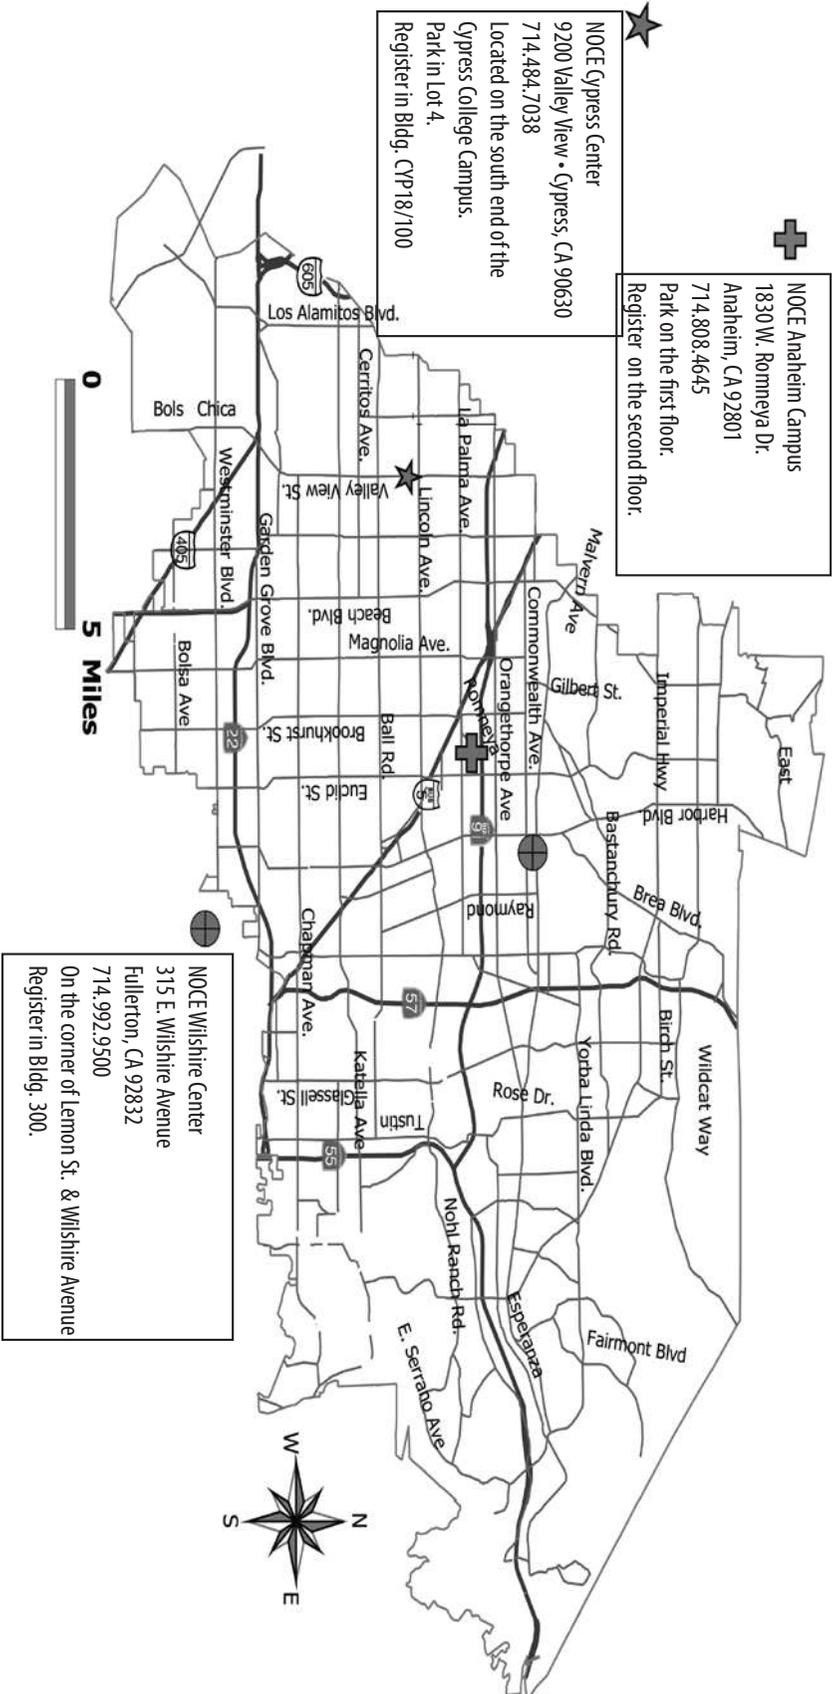 NOCE Anaheim Campus
1830 W. Romneya Dr.
Anaheim, CA 92801
714.808.4645
Park on the first floor.
Register on the second floor.
NOCE Cypress Center
9200 Valley View • Cypress, CA 90630
714.484.7038
Located on the south end of the
Cypress College Campus.
Park in Lot 4.
Register in Bldg. CYP18/100
NOCE Wilshire Center
315 E. Wilshire Avenue
Fullerton, CA 92832
714.992.9500
On the corner of Lemon St. & Wilshire Avenue
Register in Bldg. 300.
East
Harbor Blvd.
Imperial Hwy
Wildcat Way
Birch St.
Brea Blvd.
Bastanchury Rd.
Malvern Ave
Gilbert St.
Yorba Linda Blvd.
Fairmont Blvd
Commonwealth Ave.
Raymond
Rose Dr.
Orangethorpe Ave
Esperanza
91
Romneya
La Palma Ave.
Nohl Ranch Rd.
Lincoln Ave.
5
57
E. Serrano Ave
Tustin
Ball Rd.
Magnolia Ave.
Cerritos Ave.
Katella Ave
Valley View St.
Beach Blvd.
Brookhurst St.
Euclid St.
Glassell St.
55
Los Alamitos Blvd.
605
Chapman Ave.
Garden Grove Blvd.
22
Westminster Blvd.
Bols Chica
405
Bolsa Ave
0 5 Miles
N
W
E
S